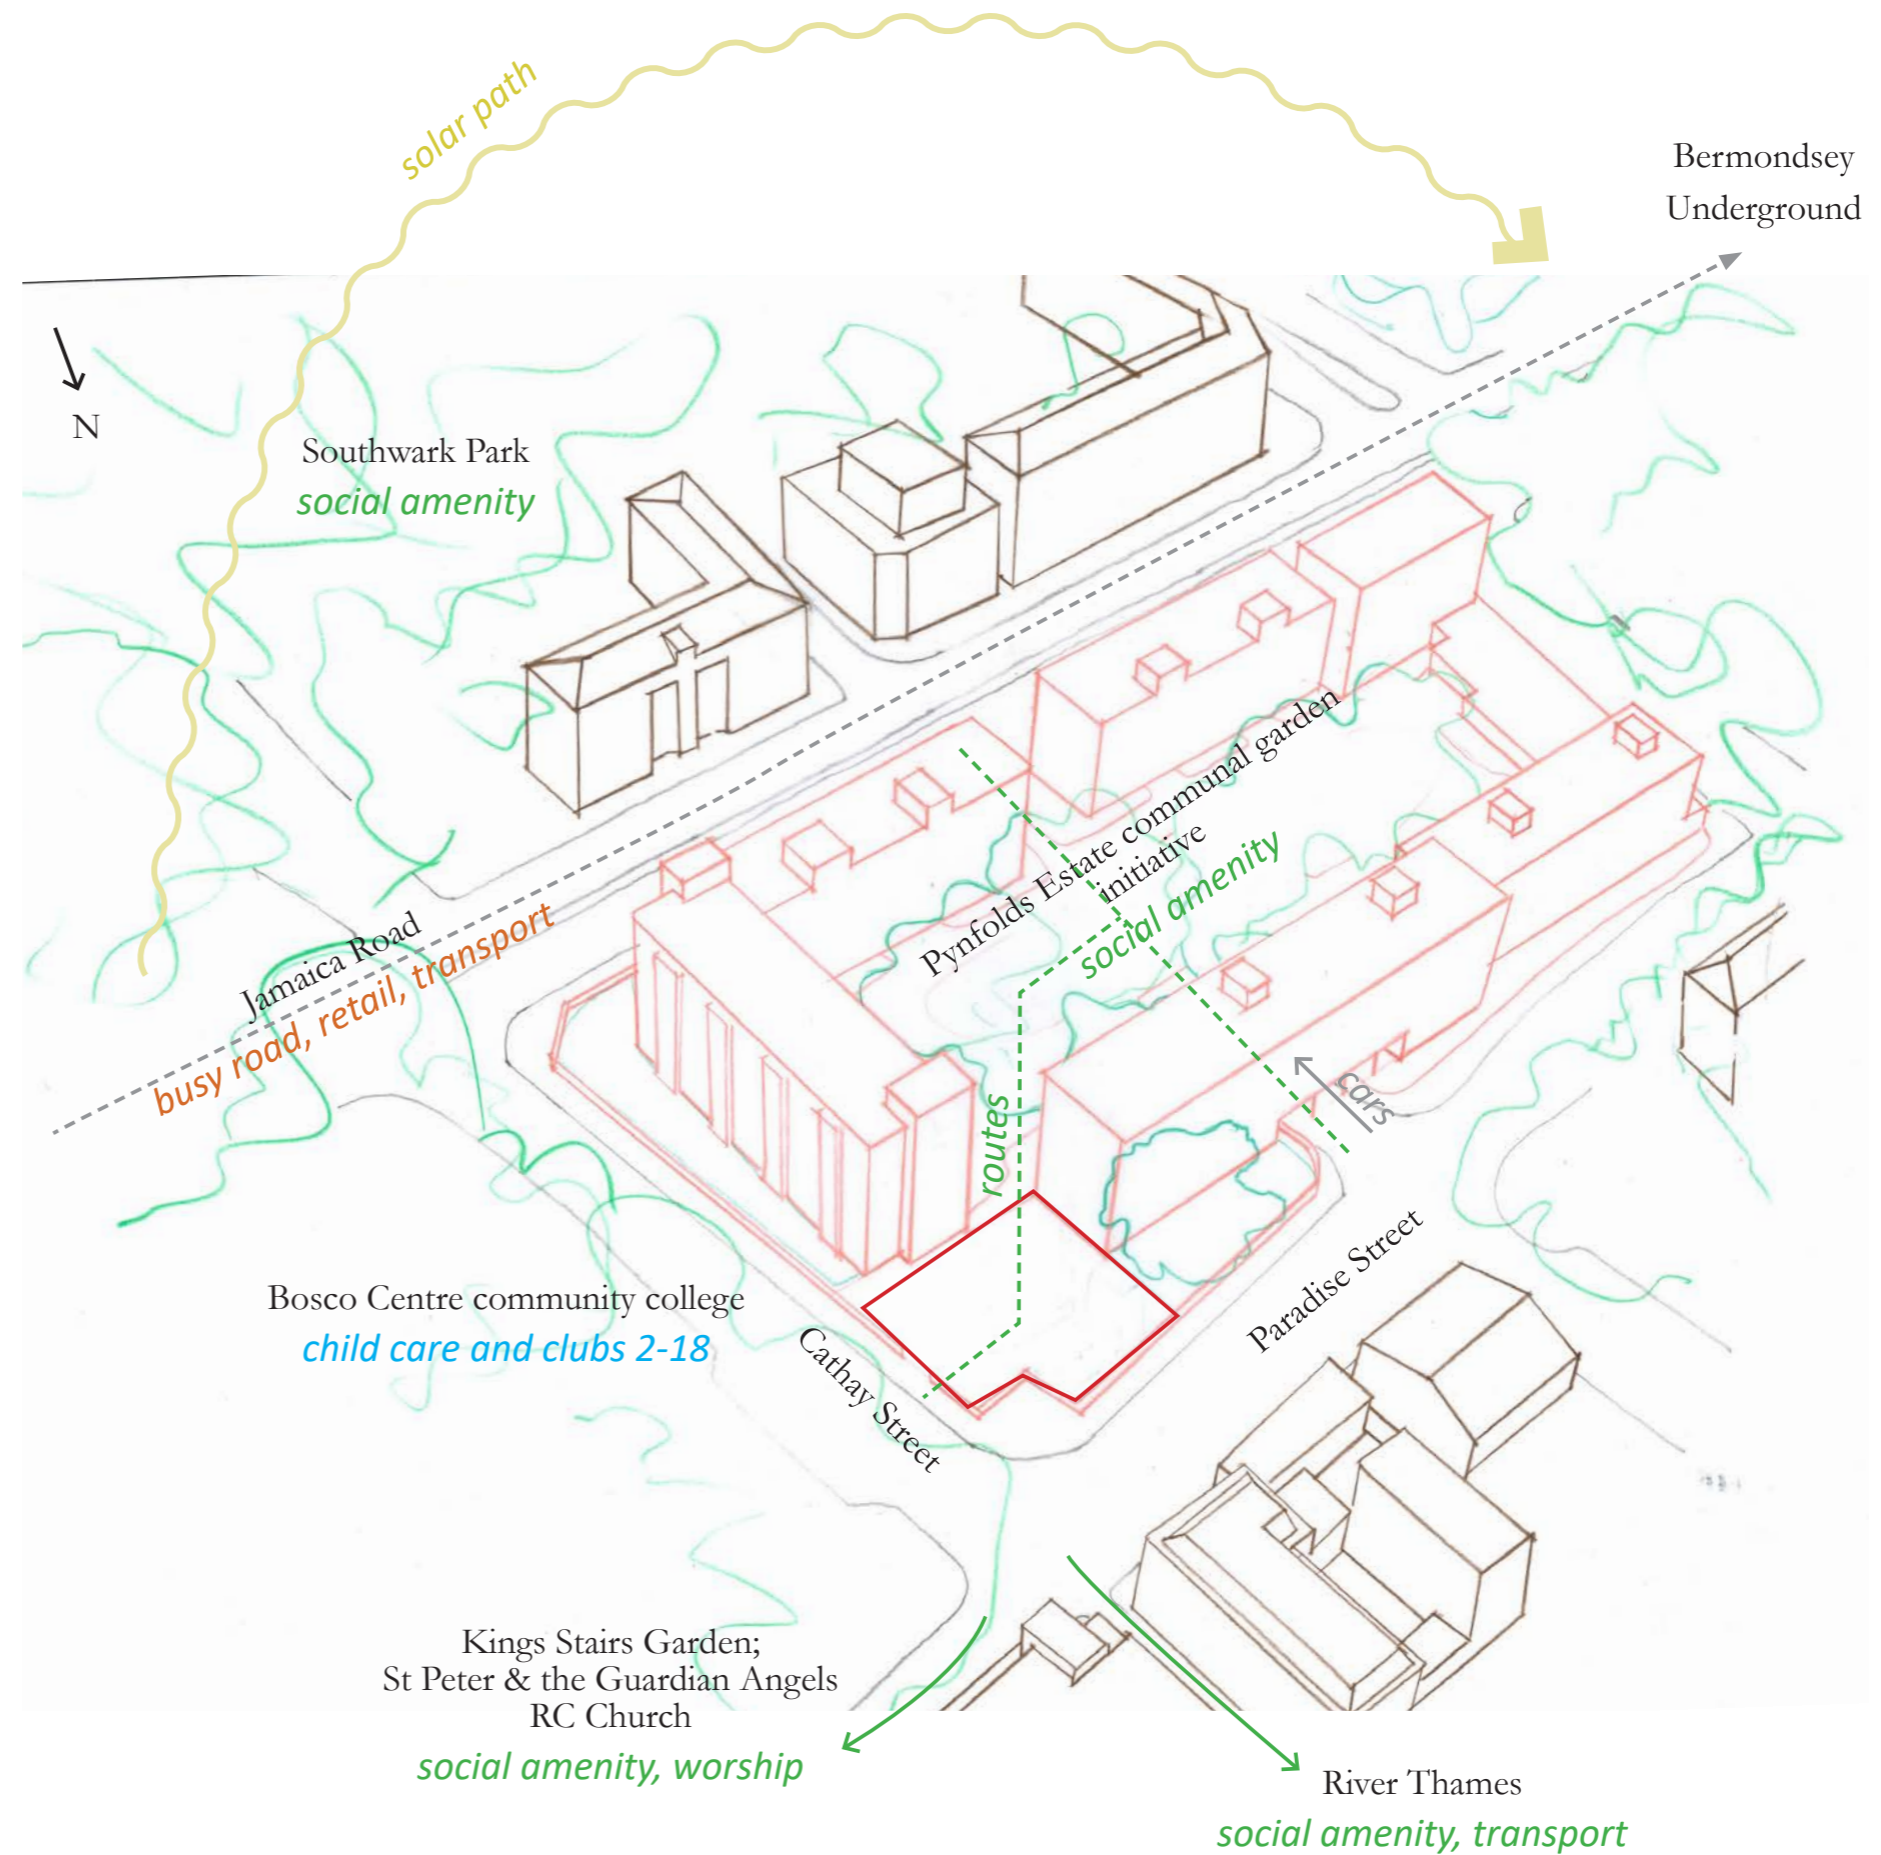 solar path
Bermondsey
Underground
N
Southwark Park
social amenity
Pynfolds Estate communal garden
initiative
social amenity
Jamaica Road
busy road, retail, transport
cars
routes
Paradise Street
Bosco Centre community college
child care and clubs 2-18
Cathay Street
Kings Stairs Garden;
St Peter & the Guardian Angels
RC Church
social amenity, worship
River Thames
social amenity, transport